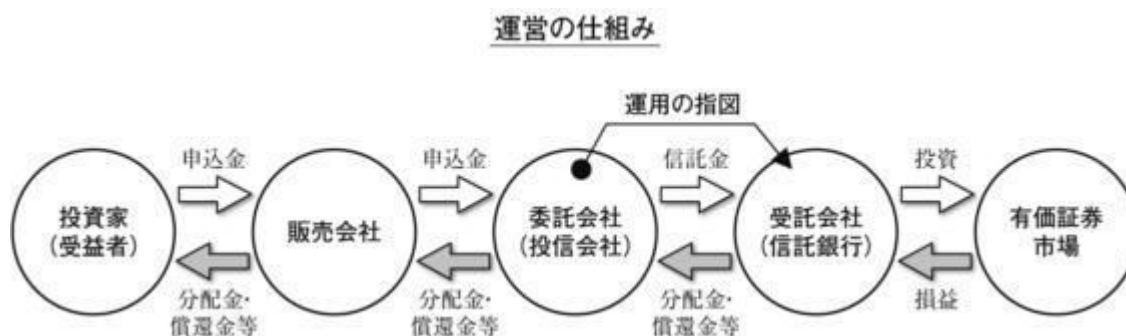 運営の仕組み
運用の指図
申込金
申込金
信託金
投資
投資家
(受益者)
販売会社
委託会社
(投信会社)
受託会社
(信託銀行)
有価証券
市場
分配金・
償還金等
分配金・
償還金等
分配金・
償還金等
損益